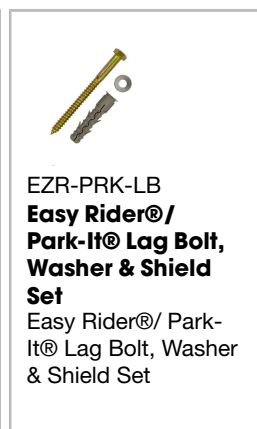 EZR-PRK-LB
Easy Rider®/
Park-It® Lag Bolt,
Washer & Shield
Set
Easy Rider®/ Park-
It® Lag Bolt, Washer
& Shield Set